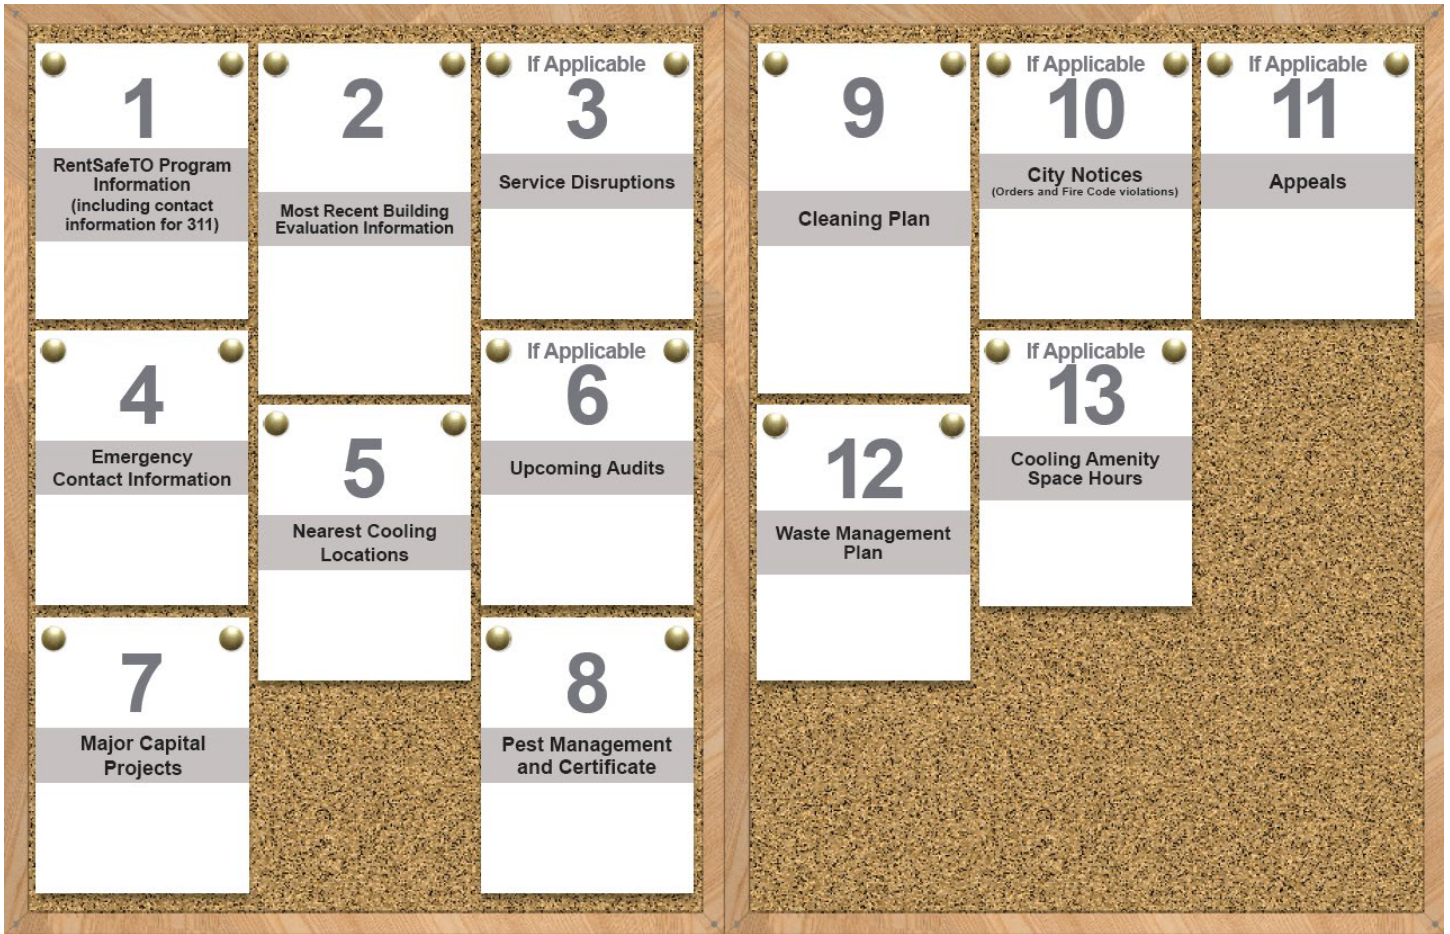 1
RentSafeTO Program
Information
(including contact
information for 311)
2
Most Recent Building
Evaluation Information
If Applicable
3
Service Disruptions
4
Emergency
Contact Information
5
Nearest Cooling
Locations
If Applicable
6
Upcoming Audits
7
Major Capital
Projects
8
Pest Management
and Certificate
9
Cleaning Plan
If Applicable
10
City Notices
(Orders and Fire Code violations)
If Applicable
11
Appeals
12
Waste Management
Plan
If Applicable
13
Cooling Amenity
Space Hours